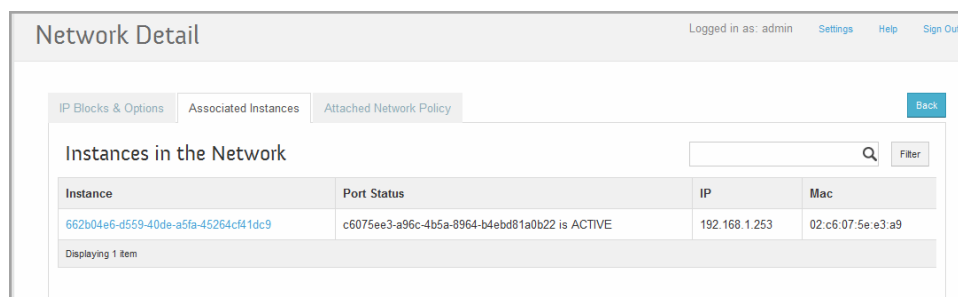 Network Detail
Logged in as: admin Settings Help Sign Out
IP Blocks & Options Associated Instances Attached Network Policy Back
Instances in the Network Filter
Instance Port Status IP Mac
662b04e6-d559-40de-a5fa-45264cf41dc9 c6075ee3-a96c-4b5a-8964-b4ebd81a0b22 is ACTIVE 192.168.1.253 02:c6:07:5e:e3:a9
Displaying 1 item